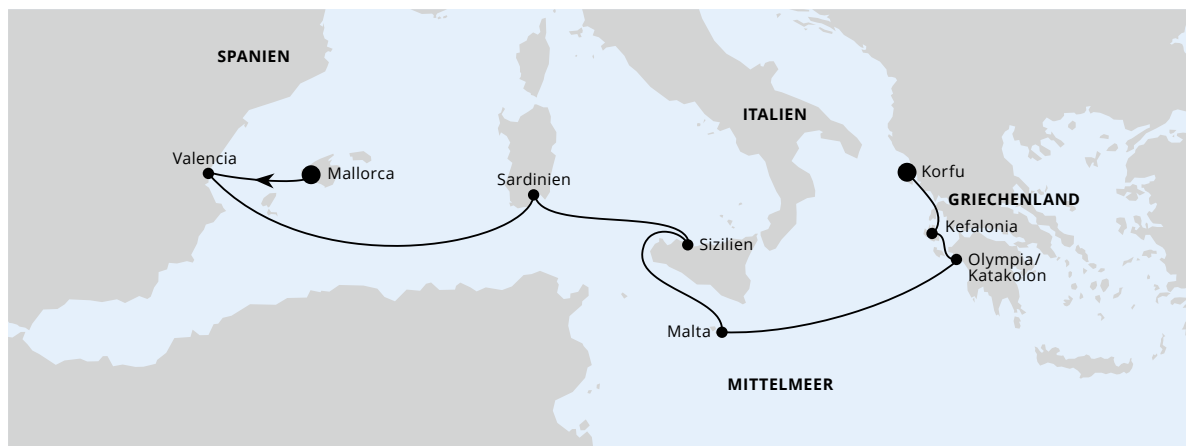 SPANIEN
ITALIEN
Valencia
Mallorca
Sardinien
Korfu
GRIECHENLAND
Kefalonia
Sizilien
Olympia/
Katakolon
Malta
MITTELMEER